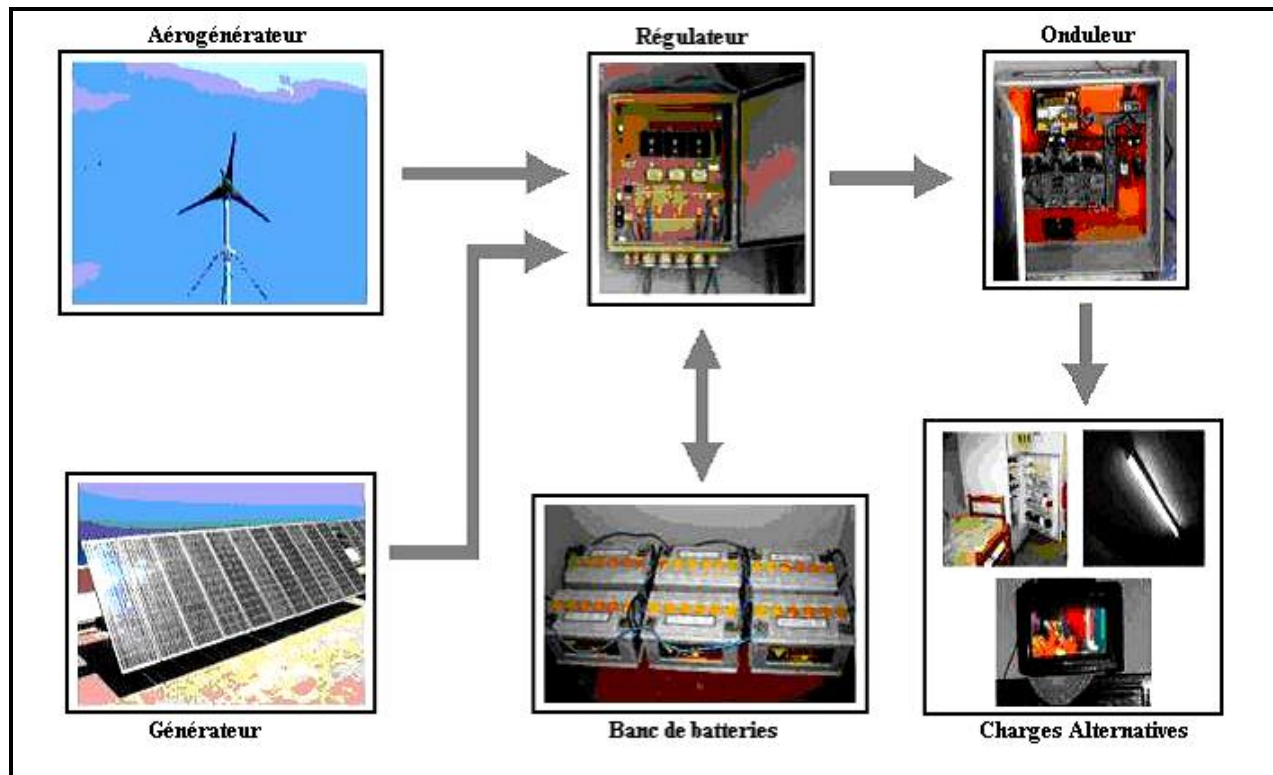 Aérogénérateur
Régulateur
Onduleur
Générateur
Banc de batteries
Charges Alternatives